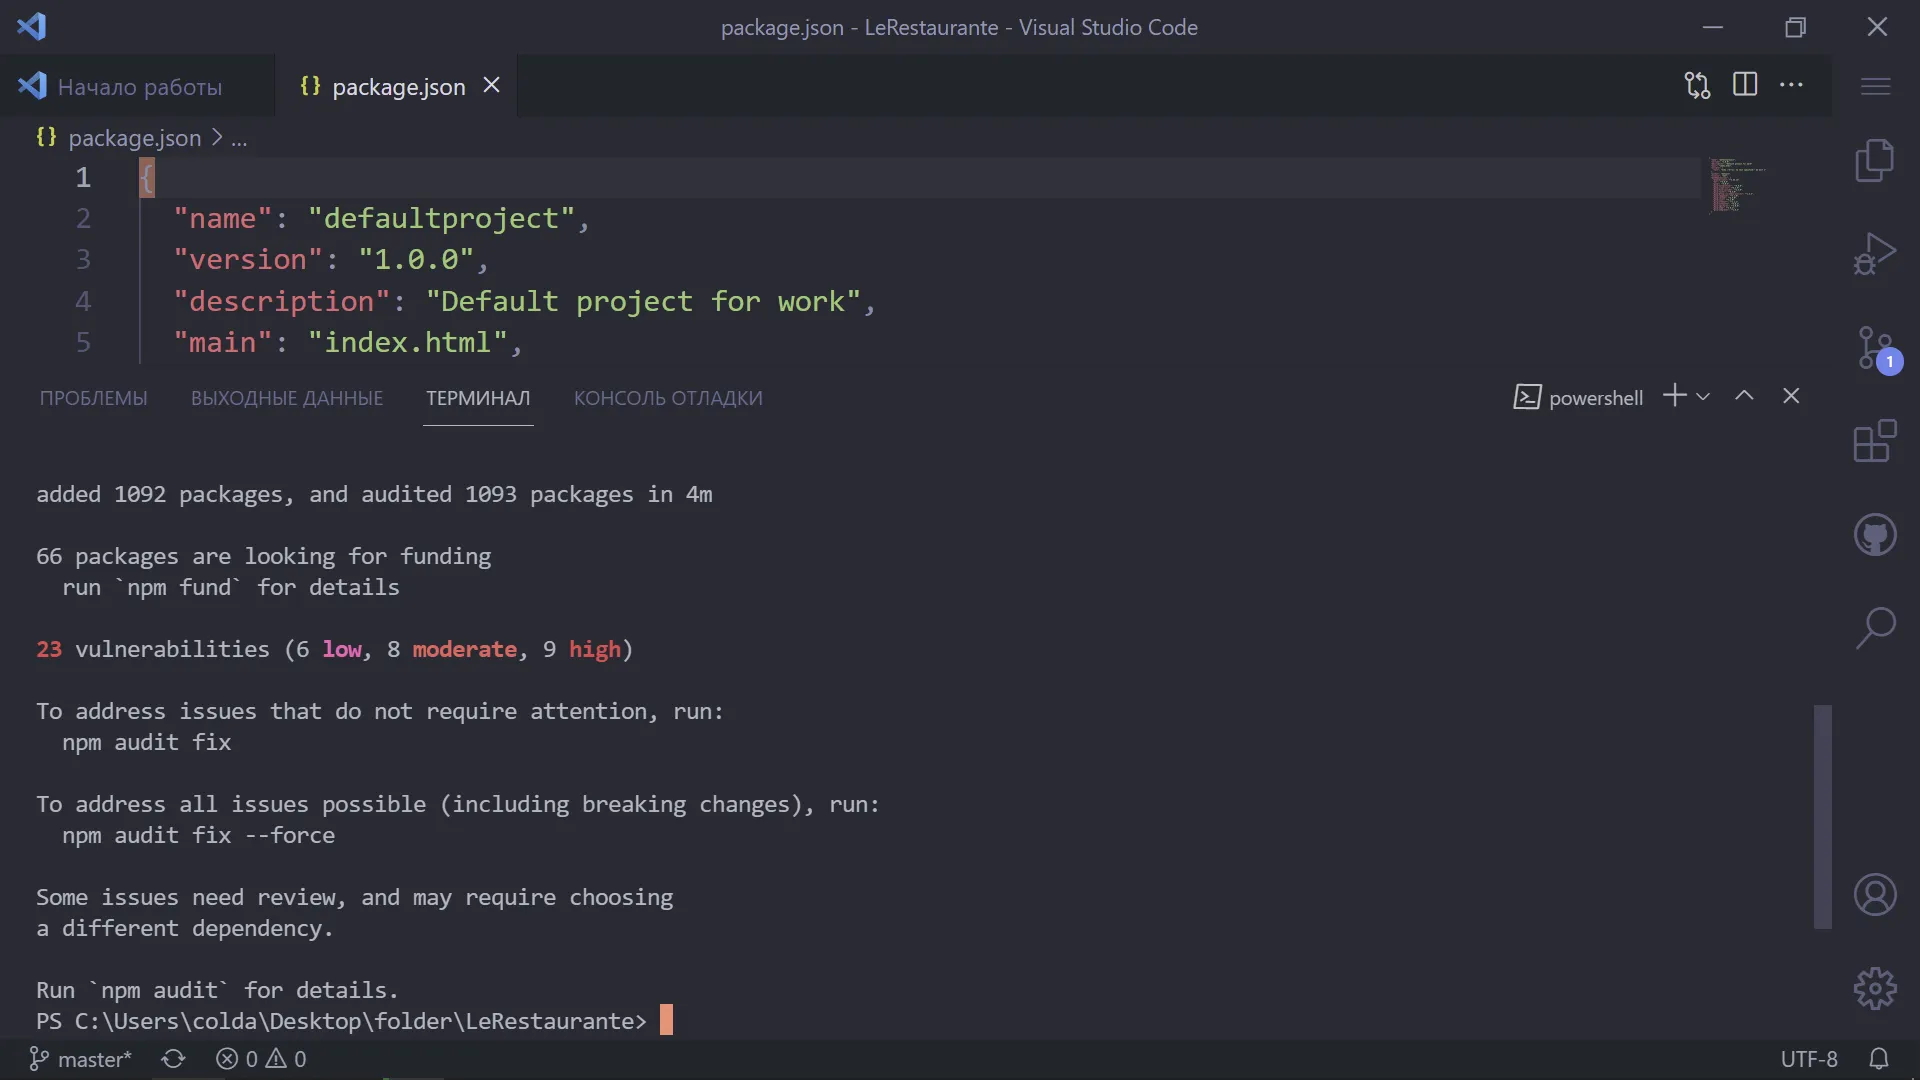 package.json - LeRestaurante - Visual Studio Code
Начало работы
{} package.json
{} package.json > ...
1 {
2 "name": "defaultproject",
3 "version": "1.0.0",
4 "description": "Default project for work",
5 "main": "index.html",
ПРОБЛЕМЫ ВЫХОДНЫЕ ДАННЫЕ ТЕРМИНАЛ КОНСОЛЬ ОТЛАДКИ powershell
added 1092 packages, and audited 1093 packages in 4m
66 packages are looking for funding
run `npm fund` for details
23 vulnerabilities (6 low, 8 moderate, 9 high)
To address issues that do not require attention, run:
npm audit fix
To address all issues possible (including breaking changes), run:
npm audit fix --force
Some issues need review, and may require choosing
a different dependency.
Run `npm audit` for details.
PS C:\Users\colda\Desktop\folder\LeRestaurante>
1
master* 0 0 UTF-8